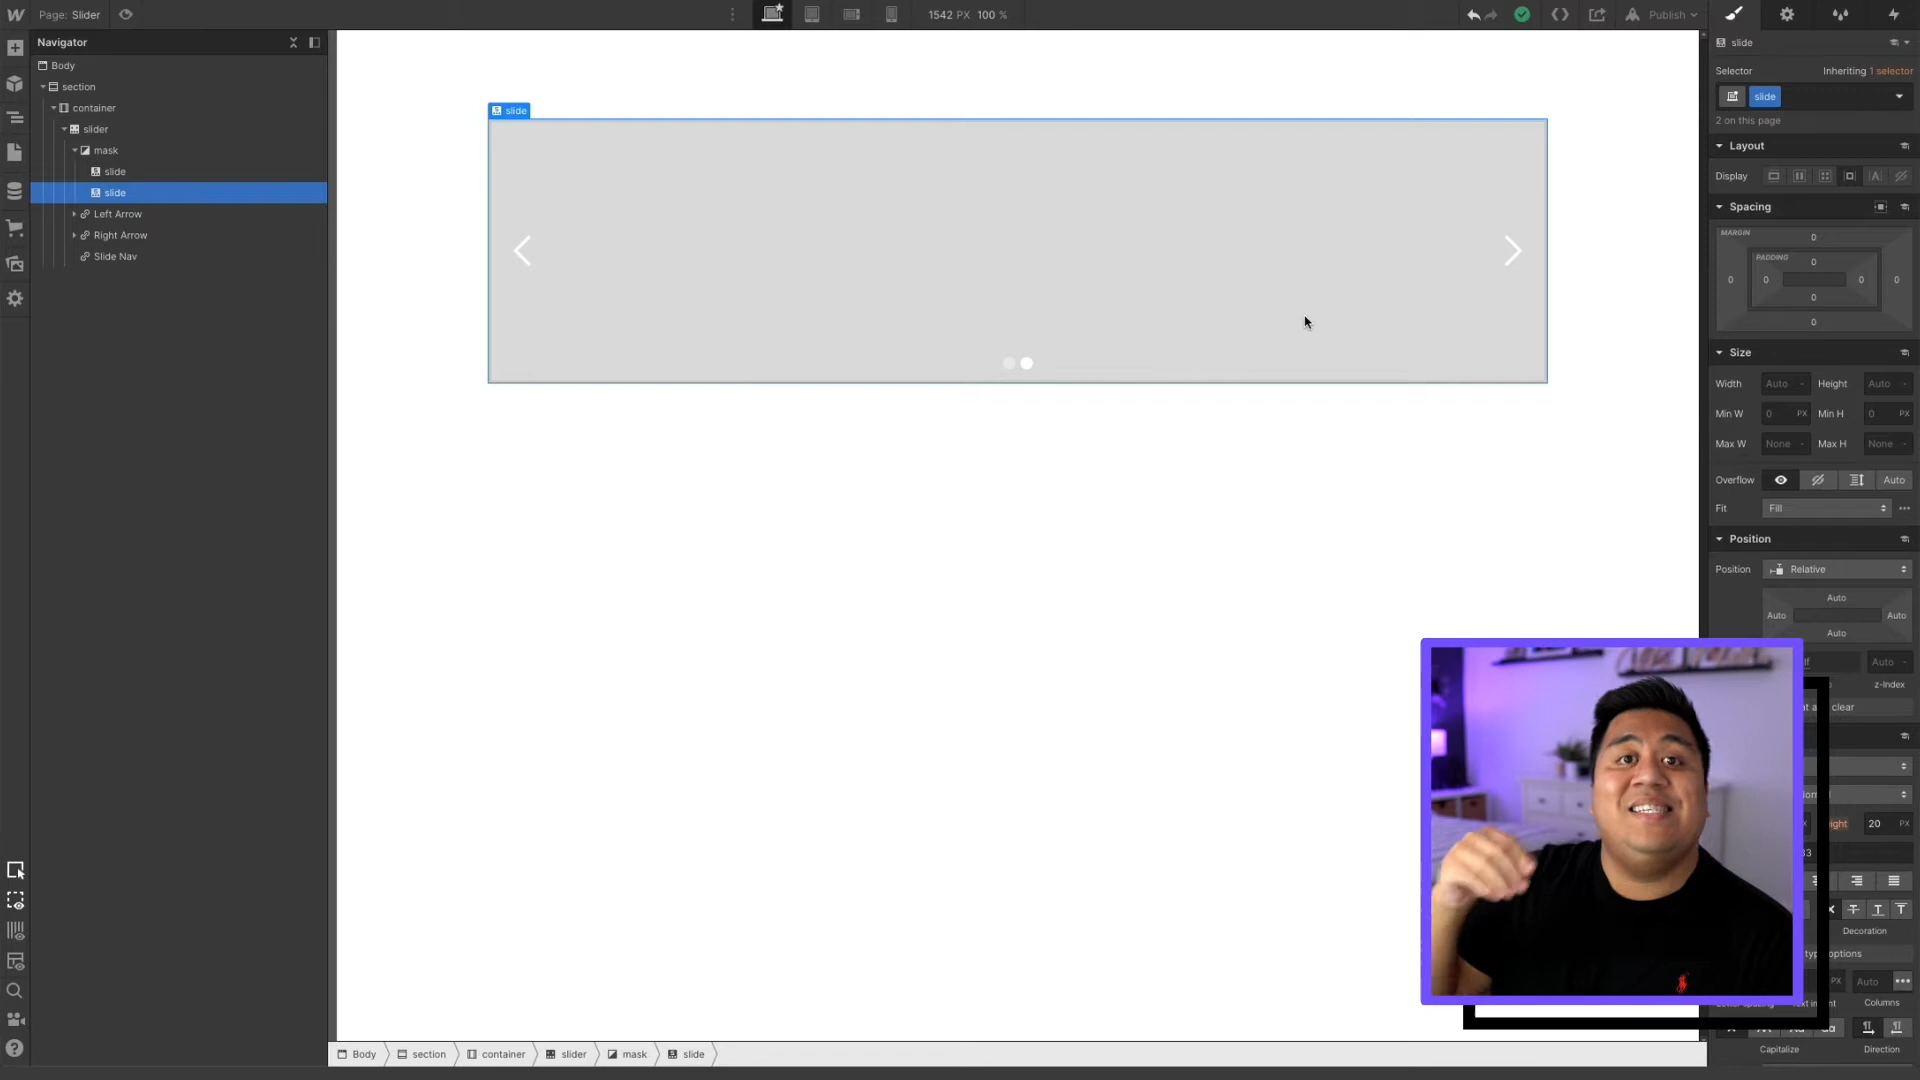 Page: Slider
1542 PX 100 %
Publish
Navigator
Body
section
container
slider
mask
slide
slide
Left Arrow
Right Arrow
Slide Nav
slide
slide
Selector
Inheriting 1 selector
slide
2 on this page
Layout
Display
Spacing
MARGIN
0
PADDING
0
0 0 0 0
0
0
Size
Width Auto - Height Auto -
Min W 0 PX Min H 0 PX
Max W None - Max H None -
Overflow Auto
Fit Fill
Position
Position Relative
Auto
Auto Auto
Auto
Auto -
z-Index
clear
20 PX
Decoration
options
PX Auto
Columns
Capitalize Direction
Body section container slider mask slide